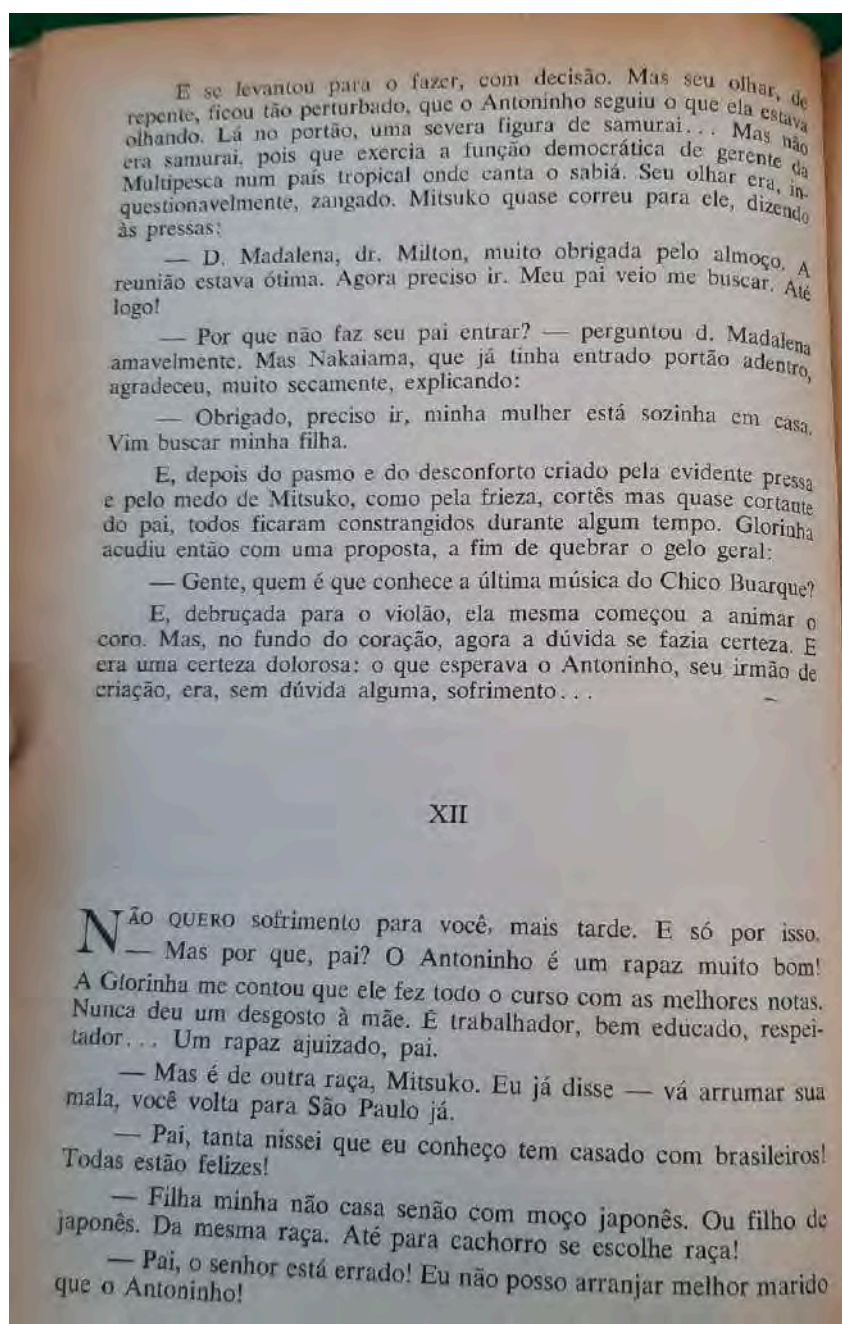 E se levantou para o fazer, com decisão. Mas seu olhar, de
repente, ficou tão perturbado, que o Antoninho seguiu o que ela estava
olhando. Lá no portão, uma severa figura de samurai... Mas não
era samurai, pois que exercia a função democrática de gerente da
Multipesca num país tropical onde canta o sabiá. Seu olhar era, in-
questionavelmente, zangado. Mitsuko quase correu para ele, dizendo
às pressas:
— D. Madalena, dr. Milton, muito obrigada pelo almoço. A
reunião estava ótima. Agora preciso ir. Meu pai veio me buscar. Até
logo!
— Por que não faz seu pai entrar? — perguntou d. Madalena
amavelmente. Mas Nakaiama, que já tinha entrado portão adentro,
agradeceu, muito secamente, explicando:
— Obrigado, preciso ir, minha mulher está sozinha em casa.
Vim buscar minha filha.
E, depois do pasmo e do desconforto criado pela evidente pressa
e pelo medo de Mitsuko, como pela frieza, cortês mas quase cortante
do pai, todos ficaram constrangidos durante algum tempo. Glorinha
acudiu então com uma proposta, a fim de quebrar o gelo geral:
— Gente, quem é que conhece a última música do Chico Buarque?
E, debruçada para o violão, ela mesma começou a animar o
coro. Mas, no fundo do coração, agora a dúvida se fazia certeza. E
era uma certeza dolorosa: o que esperava o Antoninho, seu irmão de
criação, era, sem dúvida alguma, sofrimento...
XII
NÃO QUERO sofrimento para você, mais tarde. E só por isso.
— Mas por que, pai? O Antoninho é um rapaz muito bom!
A Glorinha me contou que ele fez todo o curso com as melhores notas.
Nunca deu um desgosto à mãe. É trabalhador, bem educado, respei-
tador... Um rapaz ajuizado, pai.
— Mas é de outra raça, Mitsuko. Eu já disse — vá arrumar sua
mala, você volta para São Paulo já.
— Pai, tanta nissei que eu conheço tem casado com brasileiros!
Todas estão felizes!
— Filha minha não casa senão com moço japonês. Ou filho de
japonês. Da mesma raça. Até para cachorro se escolhe raça!
— Pai, o senhor está errado! Eu não posso arranjar melhor marido
que o Antoninho!